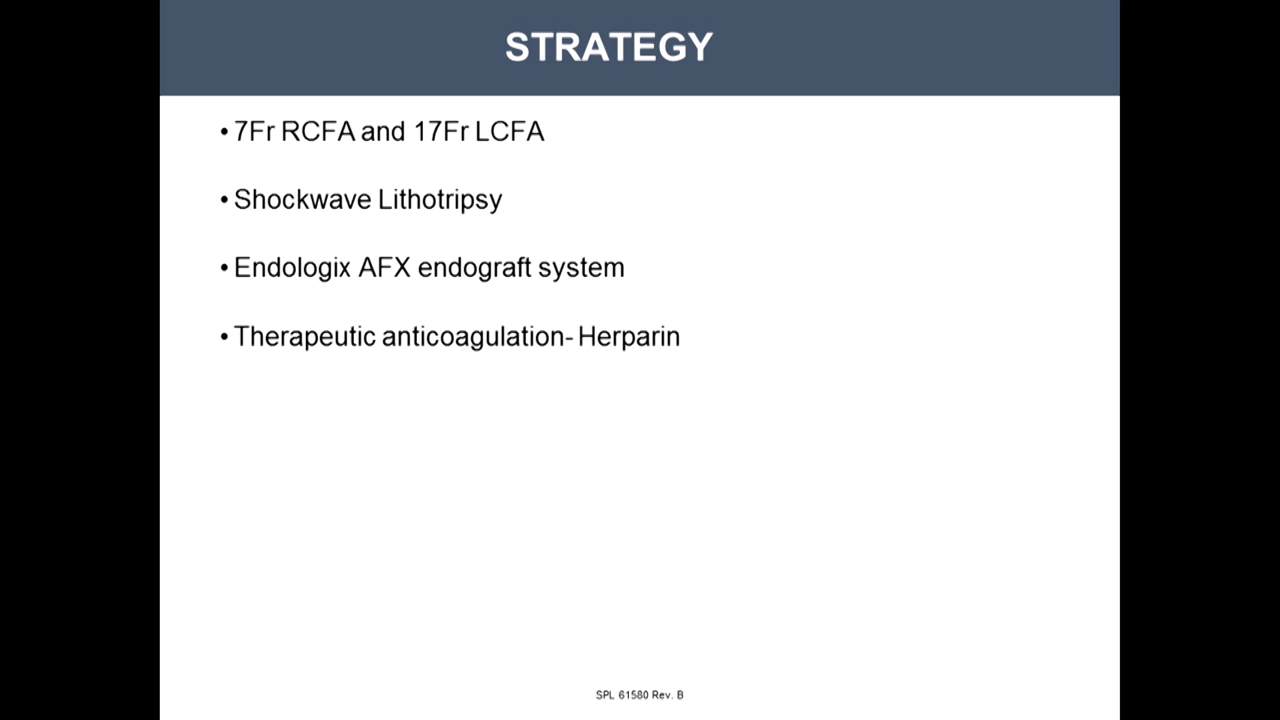 STRATEGY
• 7Fr RCFA and 17Fr LCFA
• Shockwave Lithotripsy
• Endologix AFX endograft system
• Therapeutic anticoagulation- Herparin
SPL 61580 Rev. B